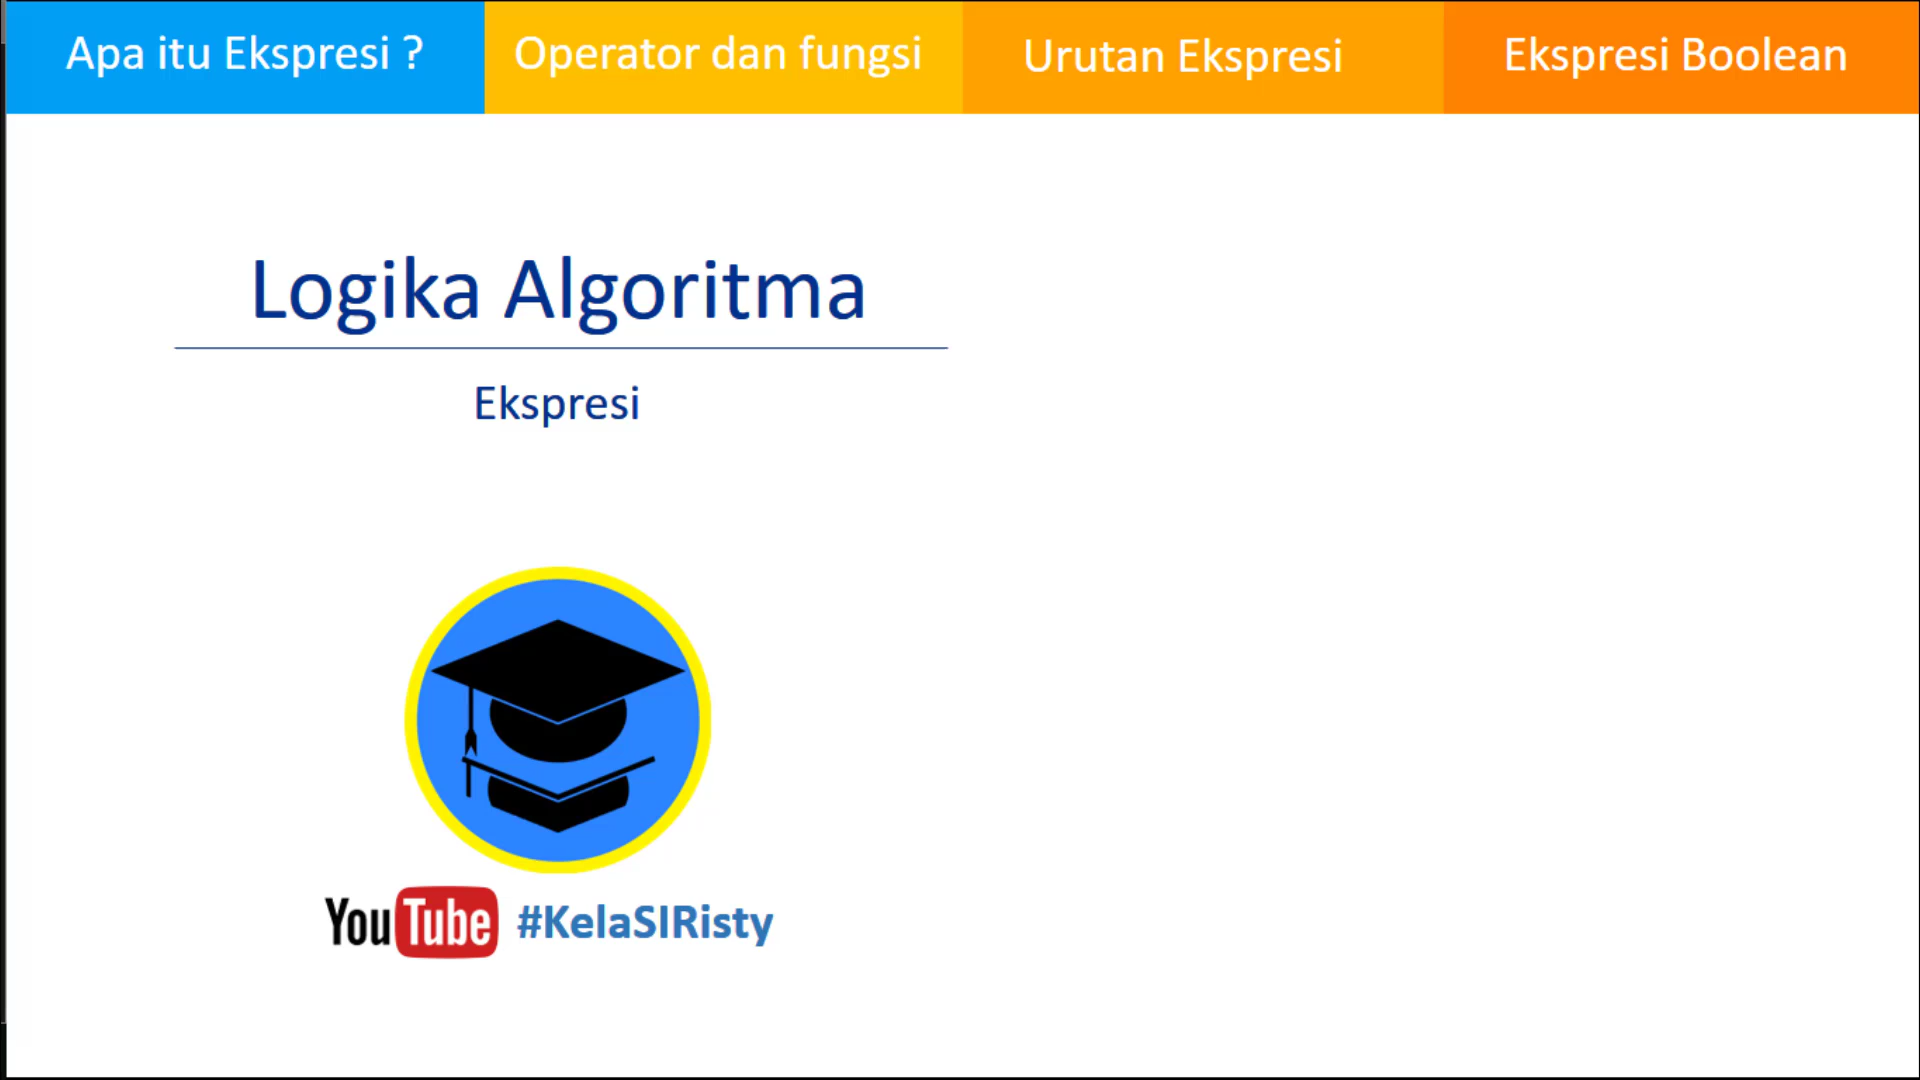 Apa itu Ekspresi ?
Operator dan fungsi
Urutan Ekspresi
Ekspresi Boolean
Logika Algoritma
Ekspresi
YouTube #KelaSIRisty